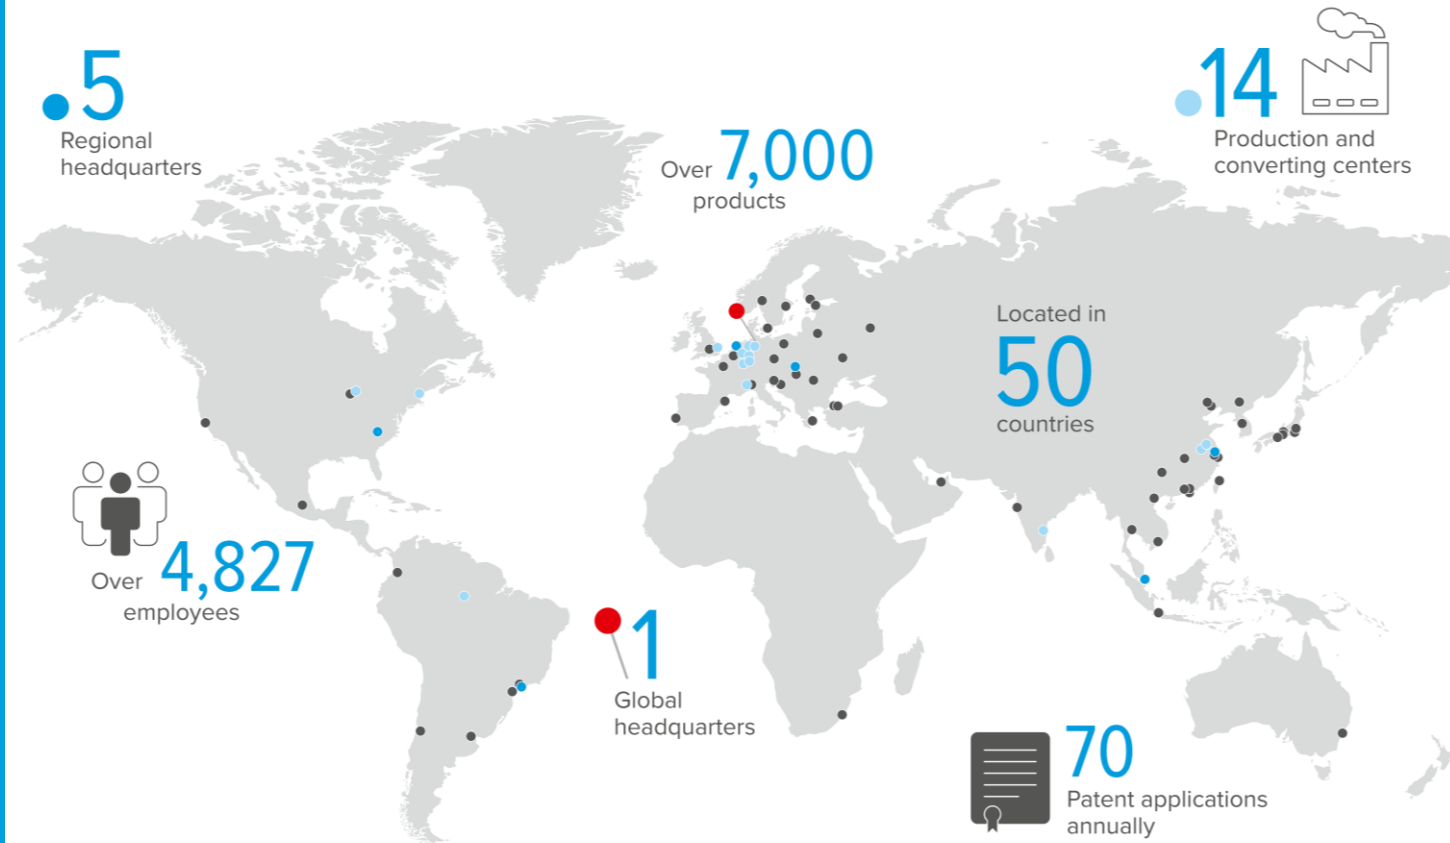 5
Regional
headquarters
Over 7,000
products
14
Production and
converting centers
Located in
50
countries
Over 4,827
employees
1
Global
headquarters
70
Patent applications
annually